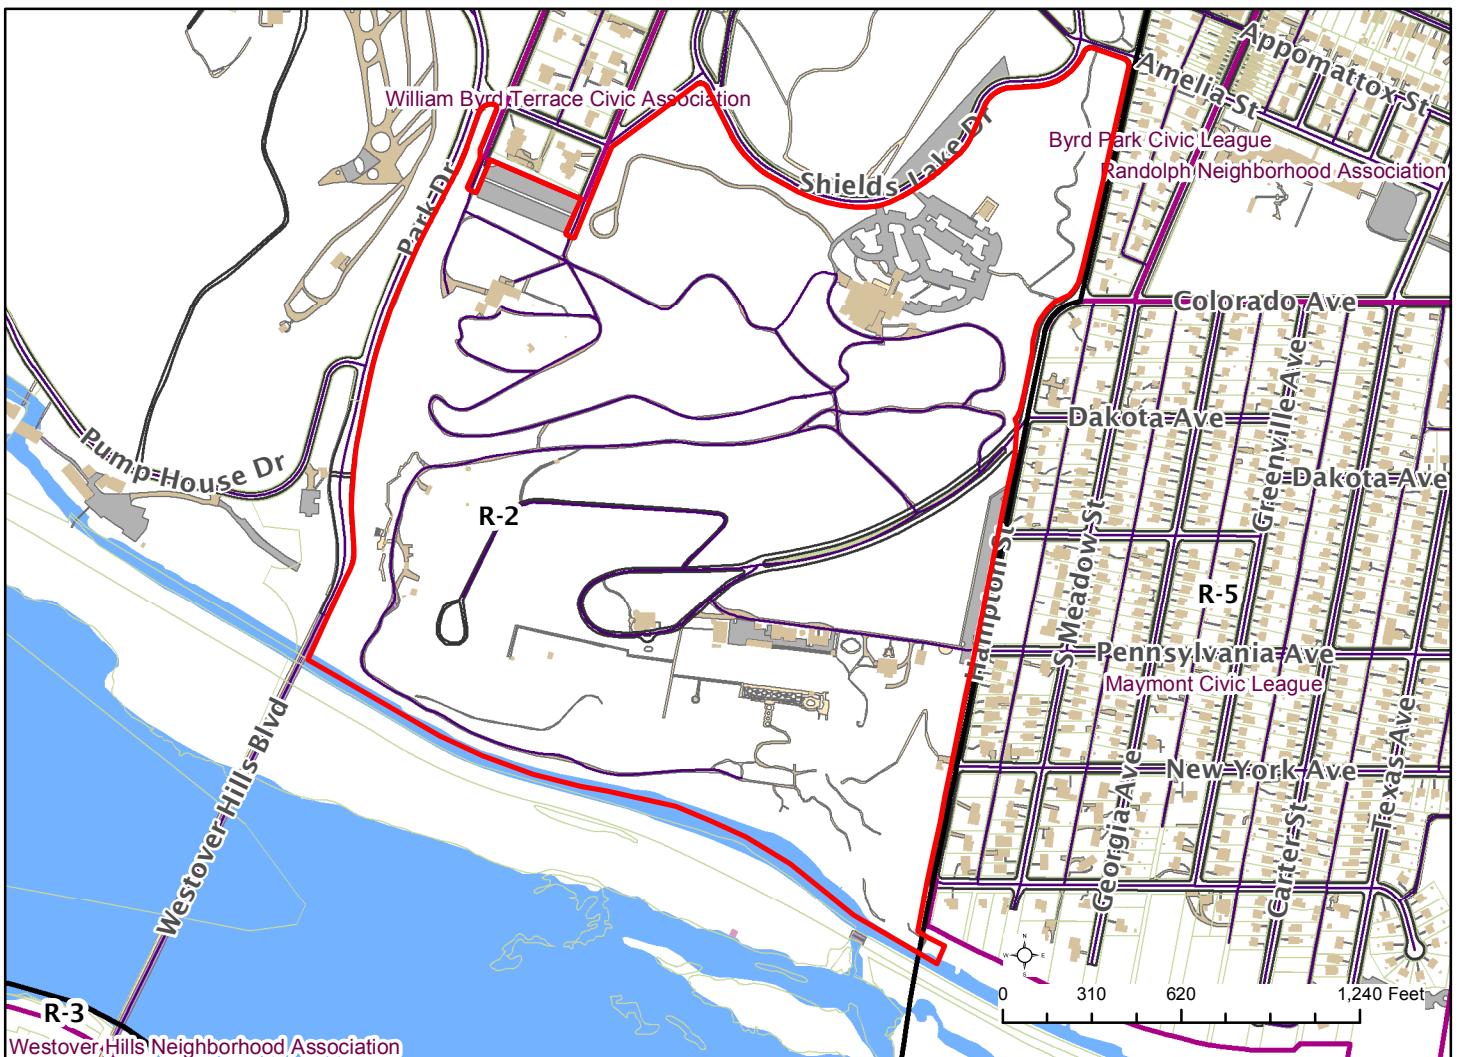 Appomattox St
Amelia St
William Byrd Terrace Civic Association
Byrd Park Civic League
Randolph Neighborhood Association
Shields Lake Dr
Park Dr
Colorado Ave
Dakota Ave
Greenville Ave
Dakota Ave
Pump House Dr
R-2
Hampton St
S Meadow St
R-5
Pennsylvania Ave
Maymont Civic League
Westover Hills Blvd
New York Ave
Georgia Ave
Carter St
Texas Ave
N
W E
S
0 310 620 1,240 Feet
R-3
Westover Hills Neighborhood Association